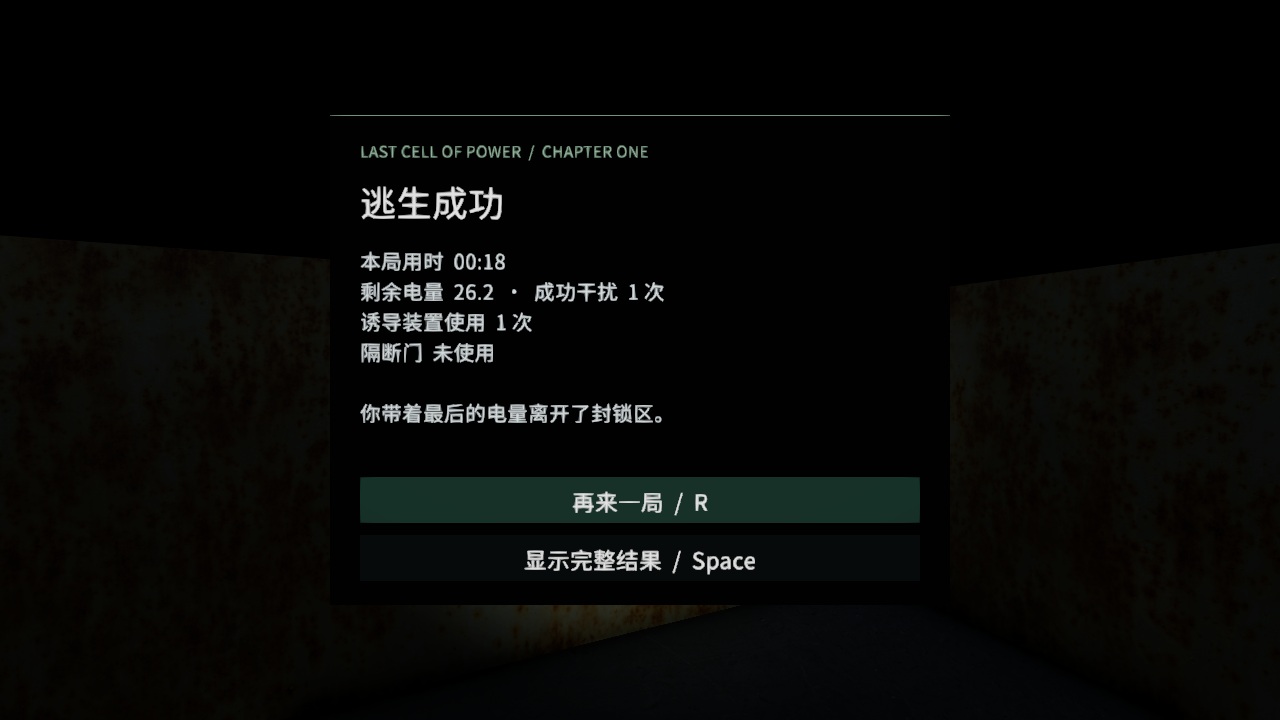 LAST CELL OF POWER / CHAPTER ONE
逃生成功
本局用时 00:18
剩余电量 26.2 · 成功干扰 1 次
诱导装置使用 1 次
隔断门 未使用
你带着最后的电量离开了封锁区。
再来一局 / R
显示完整结果 / Space